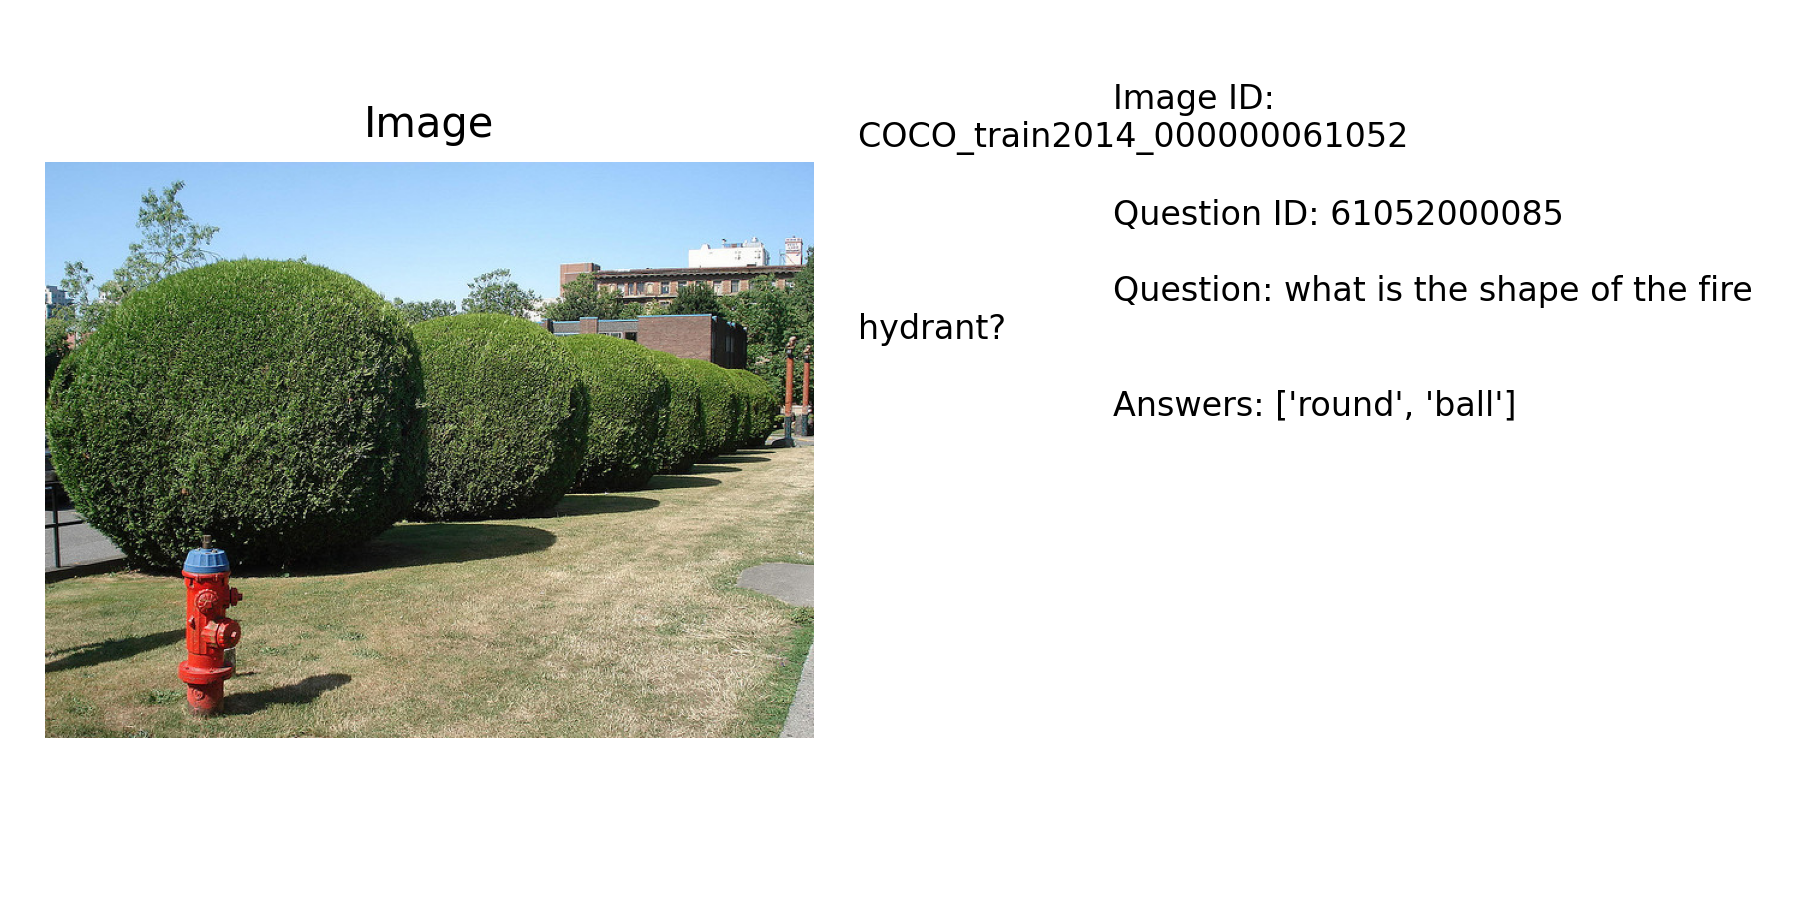 Image
Image ID:
COCO_train2014_000000061052
Question ID: 61052000085
Question: what is the shape of the fire
hydrant?
Answers: ['round', 'ball']